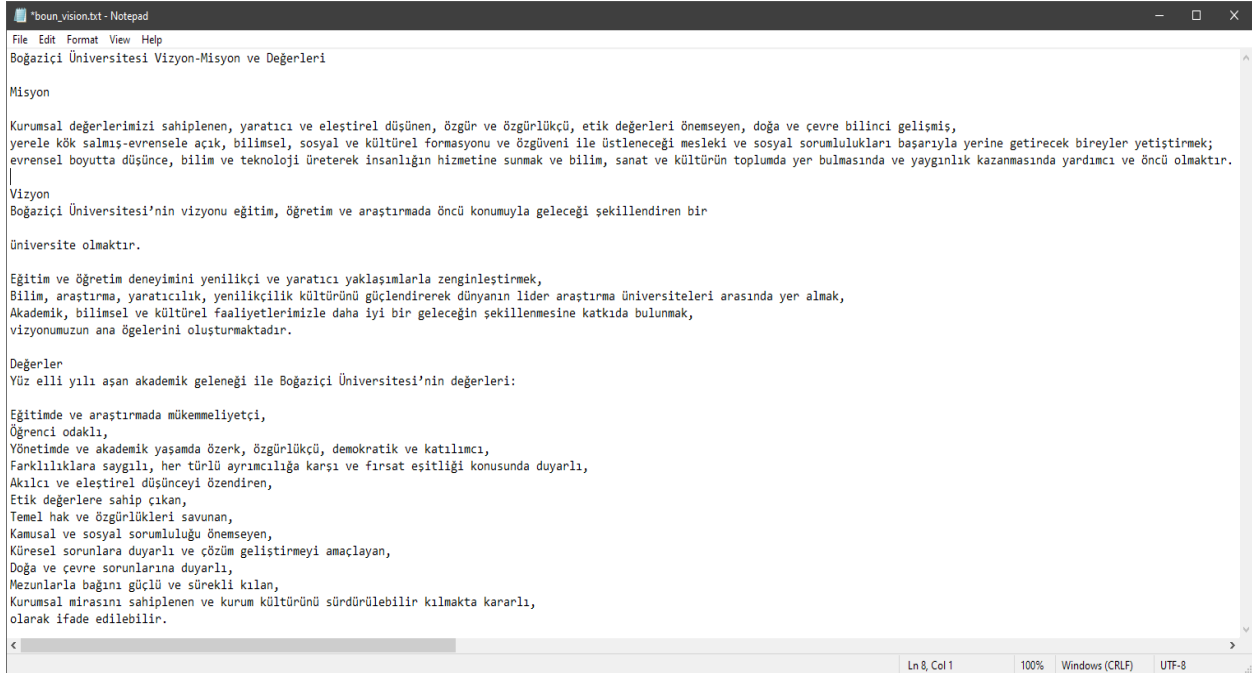 *boun_vision.txt - Notepad
File Edit Format View Help
Boğaziçi Üniversitesi Vizyon-Misyon ve Değerleri
Misyon
Kurumsal değerlerimizi sahiplenen, yaratıcı ve eleştirel düşünen, özgür ve özgürlükçü, etik değerleri önemseyen, doğa ve çevre bilinci gelişmiş,
yerele kök salmış-evrensele açık, bilimsel, sosyal ve kültürel formasyonu ve özgüveni ile üstleneceği mesleki ve sosyal sorumlulukları başarıyla yerine getirecek bireyler yetiştirmek;
evrensel boyutta düşünce, bilim ve teknoloji üreterek insanlığın hizmetine sunmak ve bilim, sanat ve kültürün toplumda yer bulmasında ve yaygınlık kazanmasında yardımcı ve öncü olmaktır.
Vizyon
Boğaziçi Üniversitesi’nin vizyonu eğitim, öğretim ve araştırmada öncü konumuyla geleceği şekillendiren bir
üniversite olmaktır.
Eğitim ve öğretim deneyimini yenilikçi ve yaratıcı yaklaşımlarla zenginleştirmek,
Bilim, araştırma, yaratıcılık, yenilikçilik kültürünü güçlendirerek dünyanın lider araştırma üniversiteleri arasında yer almak,
Akademik, bilimsel ve kültürel faaliyetlerimizle daha iyi bir geleceğin şekillenmesine katkıda bulunmak,
vizyonumuzun ana ögelerini oluşturmaktadır.
Değerler
Yüz elli yılı aşan akademik geleneği ile Boğaziçi Üniversitesi’nin değerleri:
Eğitimde ve araştırmada mükemmeliyetçi,
Öğrenci odaklı,
Yönetimde ve akademik yaşamda özerk, özgürlükçü, demokratik ve katılımcı,
Farklılıklara saygılı, her türlü ayrımcılığa karşı ve fırsat eşitliği konusunda duyarlı,
Akılcı ve eleştirel düşünceyi özendiren,
Etik değerlere sahip çıkan,
Temel hak ve özgürlükleri savunan,
Kamusal ve sosyal sorumluluğu önemseyen,
Küresel sorunlara duyarlı ve çözüm geliştirmeyi amaçlayan,
Doğa ve çevre sorunlarına duyarlı,
Mezunlarla bağını güçlü ve sürekli kılan,
Kurumsal mirasını sahiplenen ve kurum kültürünü sürdürülebilir kılmakta kararlı,
olarak ifade edilebilir.
Ln 8, Col 1 100% Windows (CRLF) UTF-8